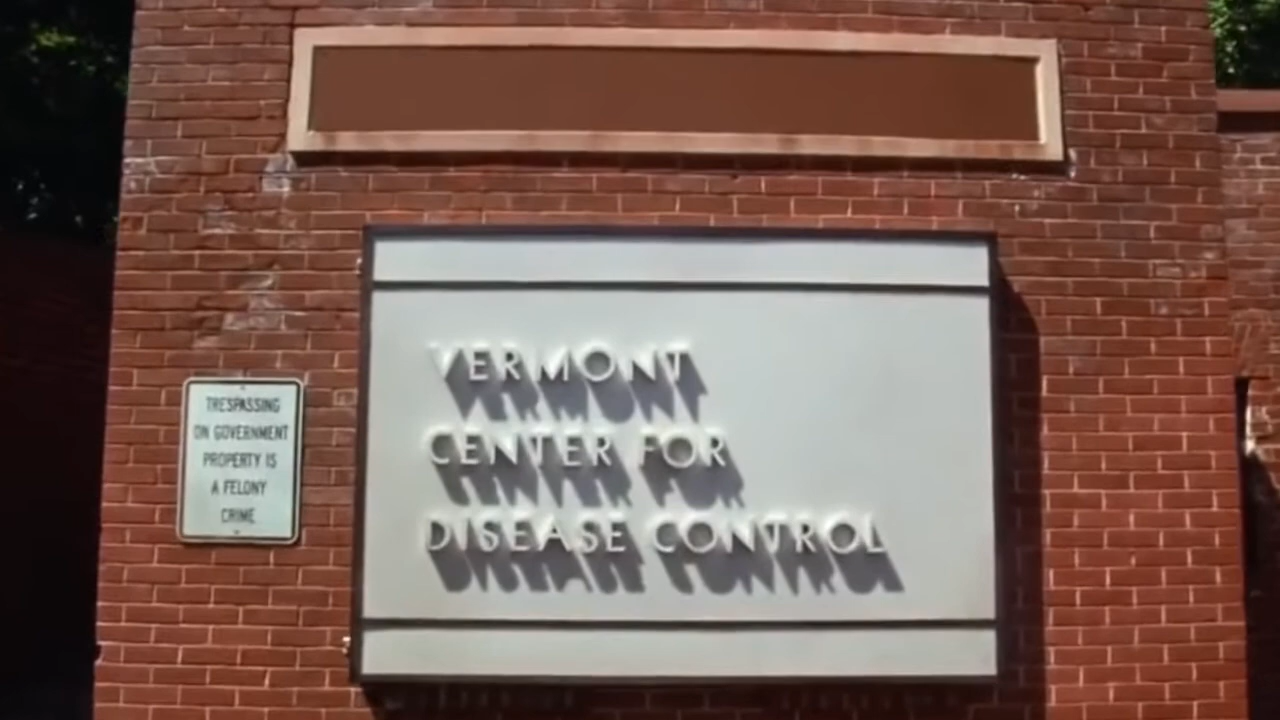 TRESPASSING
ON GOVERNMENT
PROPERTY IS
A FELONY
CRIME
VERMONT
CENTER FOR
DISEASE CONTROL